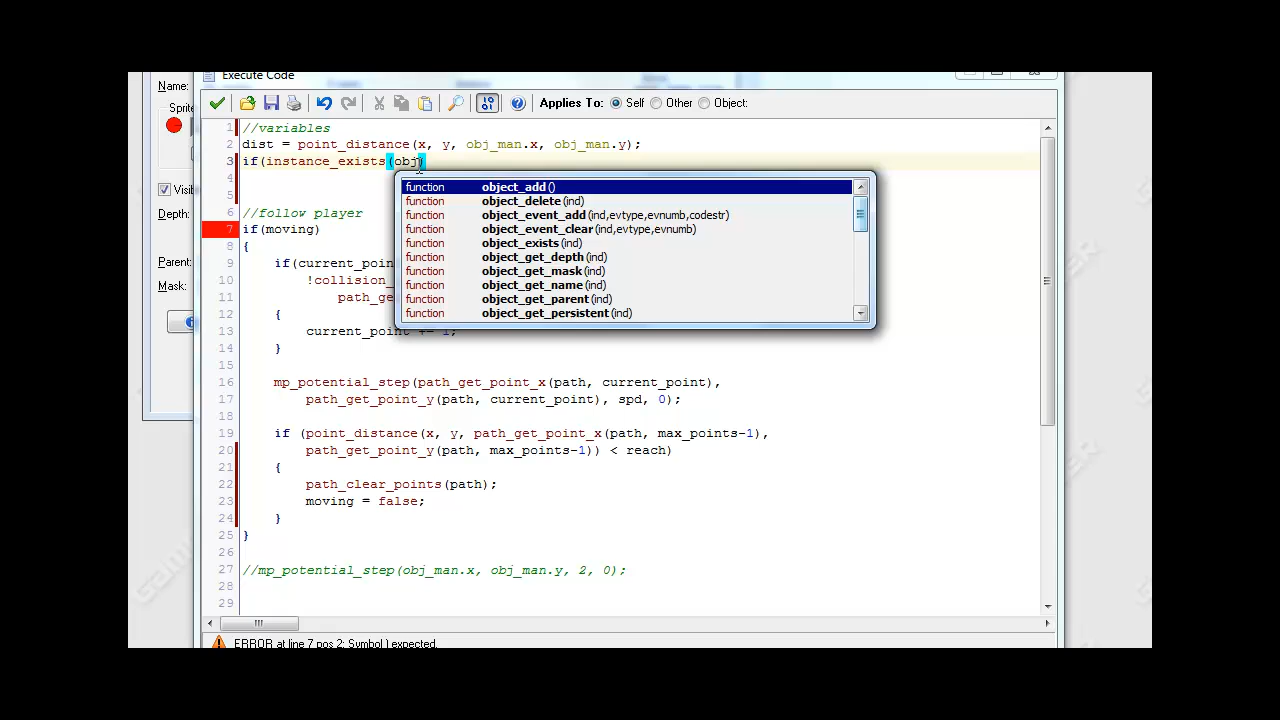 Execute Code
Name:
Applies To: Self Other Object:
Sprite
1 //variables
2 dist = point_distance(x, y, obj_man.x, obj_man.y);
3 if(instance_exists(obj)
4
5
6 //follow player
7 if(moving)
8 {
9 if(current_poin
10 !collision_
11 path_ge
12 {
13 current_point += 1;
14 }
15
16 mp_potential_step(path_get_point_x(path, current_point),
17 path_get_point_y(path, current_point), spd, 0);
18
19 if (point_distance(x, y, path_get_point_x(path, max_points-1),
20 path_get_point_y(path, max_points-1)) < reach)
21 {
22 path_clear_points(path);
23 moving = false;
24 }
25 }
26
27 //mp_potential_step(obj_man.x, obj_man.y, 2, 0);
28
29
function object_add()
function object_delete(ind)
function object_event_add(ind,evtype,evnumb,codestr)
function object_event_clear(ind,evtype,evnumb)
function object_exists(ind)
function object_get_depth(ind)
function object_get_mask(ind)
function object_get_name(ind)
function object_get_parent(ind)
function object_get_persistent(ind)
Visib
Depth:
Parent:
Mask:
ERROR at line 7 pos 2: Symbol ) expected.